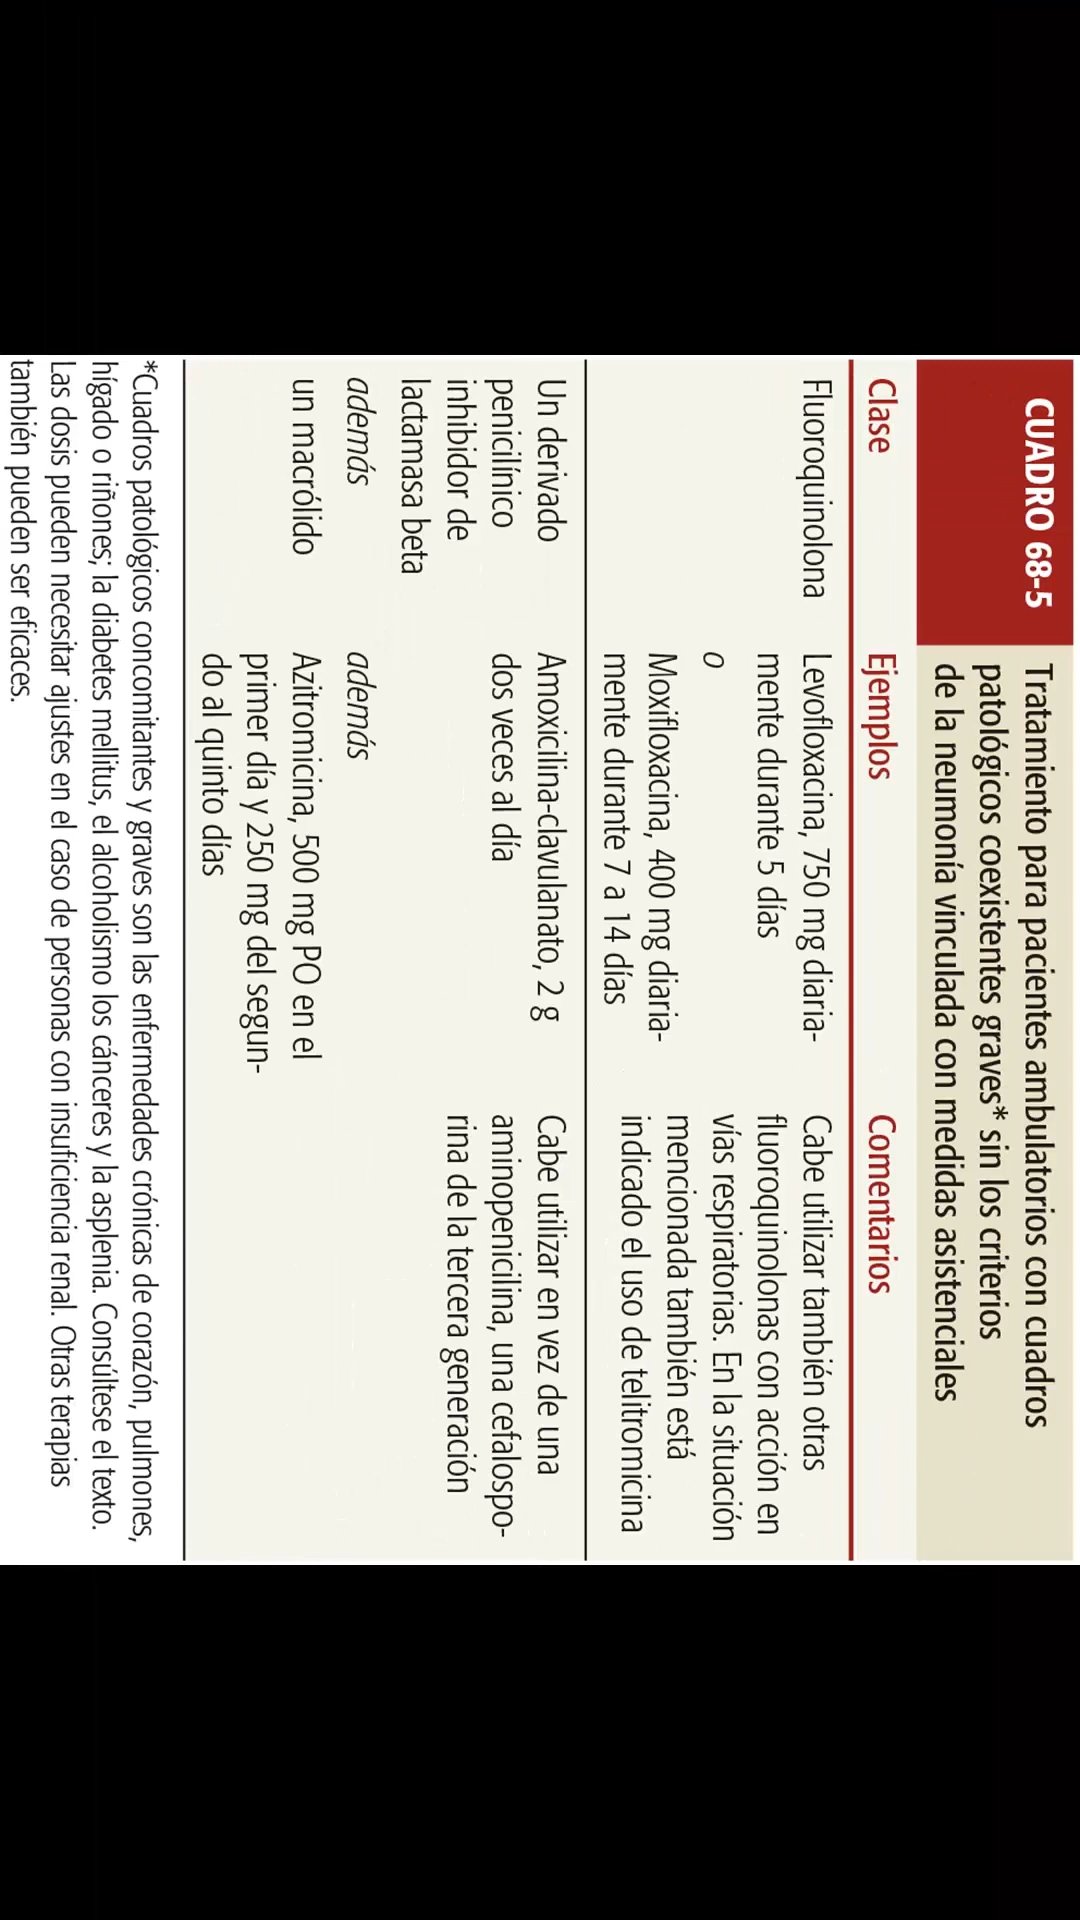 CUADRO 68-5
Tratamiento para pacientes ambulatorios con cuadros
patológicos coexistentes graves* sin los criterios
de la neumonía vinculada con medidas asistenciales
Clase
Ejemplos
Comentarios
Fluoroquinolona
Levofloxacina, 750 mg diaria-
mente durante 5 días
o
Moxifloxacina, 400 mg diaria-
mente durante 7 a 14 días
Cabe utilizar también otras
fluoroquinolonas con acción en
vías respiratorias. En la situación
mencionada también está
indicado el uso de telitromicina
Un derivado
penicilínico
inhibidor de
lactamasa beta
además
un macrólido
Amoxicilina-clavulanato, 2 g
dos veces al día
además
Azitromicina, 500 mg PO en el
primer día y 250 mg del segun-
do al quinto días
Cabe utilizar en vez de una
aminopenicilina, una cefalospo-
rina de la tercera generación
*Cuadros patológicos concomitantes y graves son las enfermedades crónicas de corazón, pulmones,
hígado o riñones; la diabetes mellitus, el alcoholismo los cánceres y la asplenia. Consúltese el texto.
Las dosis pueden necesitar ajustes en el caso de personas con insuficiencia renal. Otras terapias
también pueden ser eficaces.